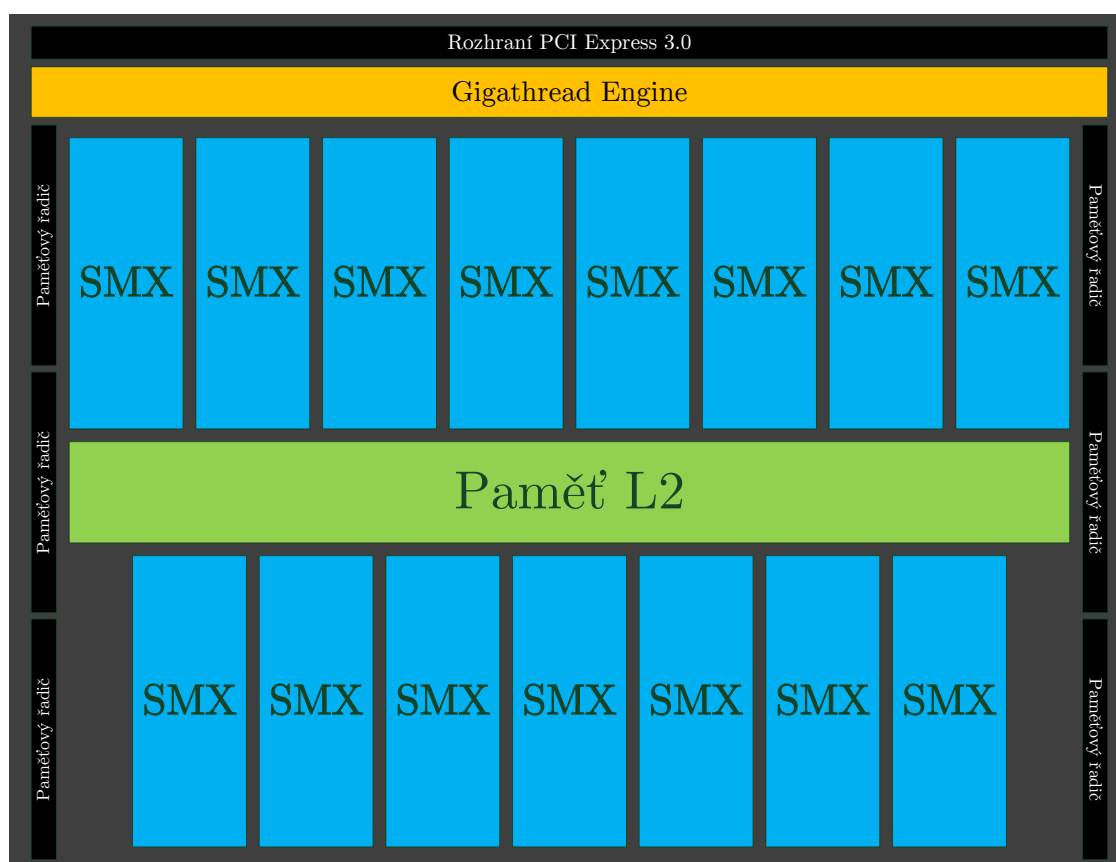 Rozhraní PCI Express 3.0
Gigathread Engine
Paměťový řadič
SMX SMX SMX SMX SMX SMX SMX SMX
Paměťový řadič
Paměťový řadič
Paměť L2
Paměťový řadič
Paměťový řadič
SMX SMX SMX SMX SMX SMX SMX
Paměťový řadič